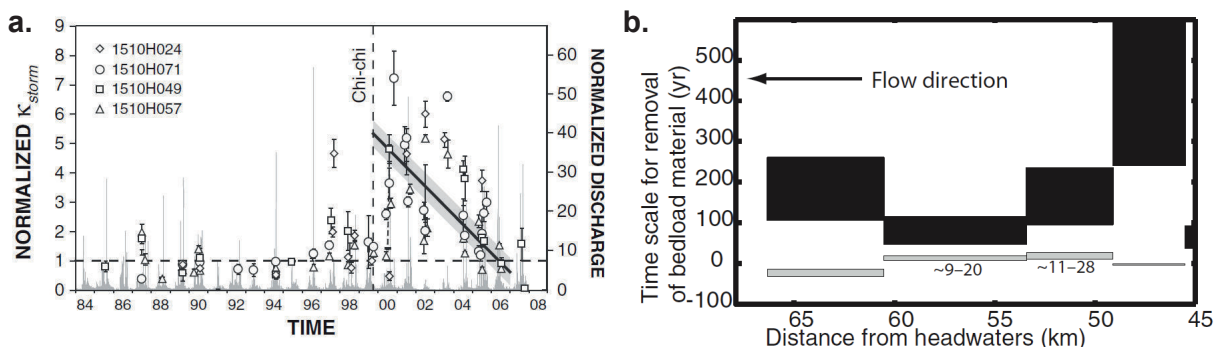 a.
NORMALIZED κstorm
9
8
7
6
5
4
3
2
1
0
1510H024
1510H071
1510H049
1510H057
Chi-chi
60
50
40
30
20
10
0
NORMALIZED DISCHARGE
84 86 88 90 92 94 96 98 00 02 04 06 08
TIME
b.
Time scale for removal
of bedload material (yr)
500
400
300
200
100
0
-100
Flow direction
~9–20
~11–28
65 60 55 50 45
Distance from headwaters (km)